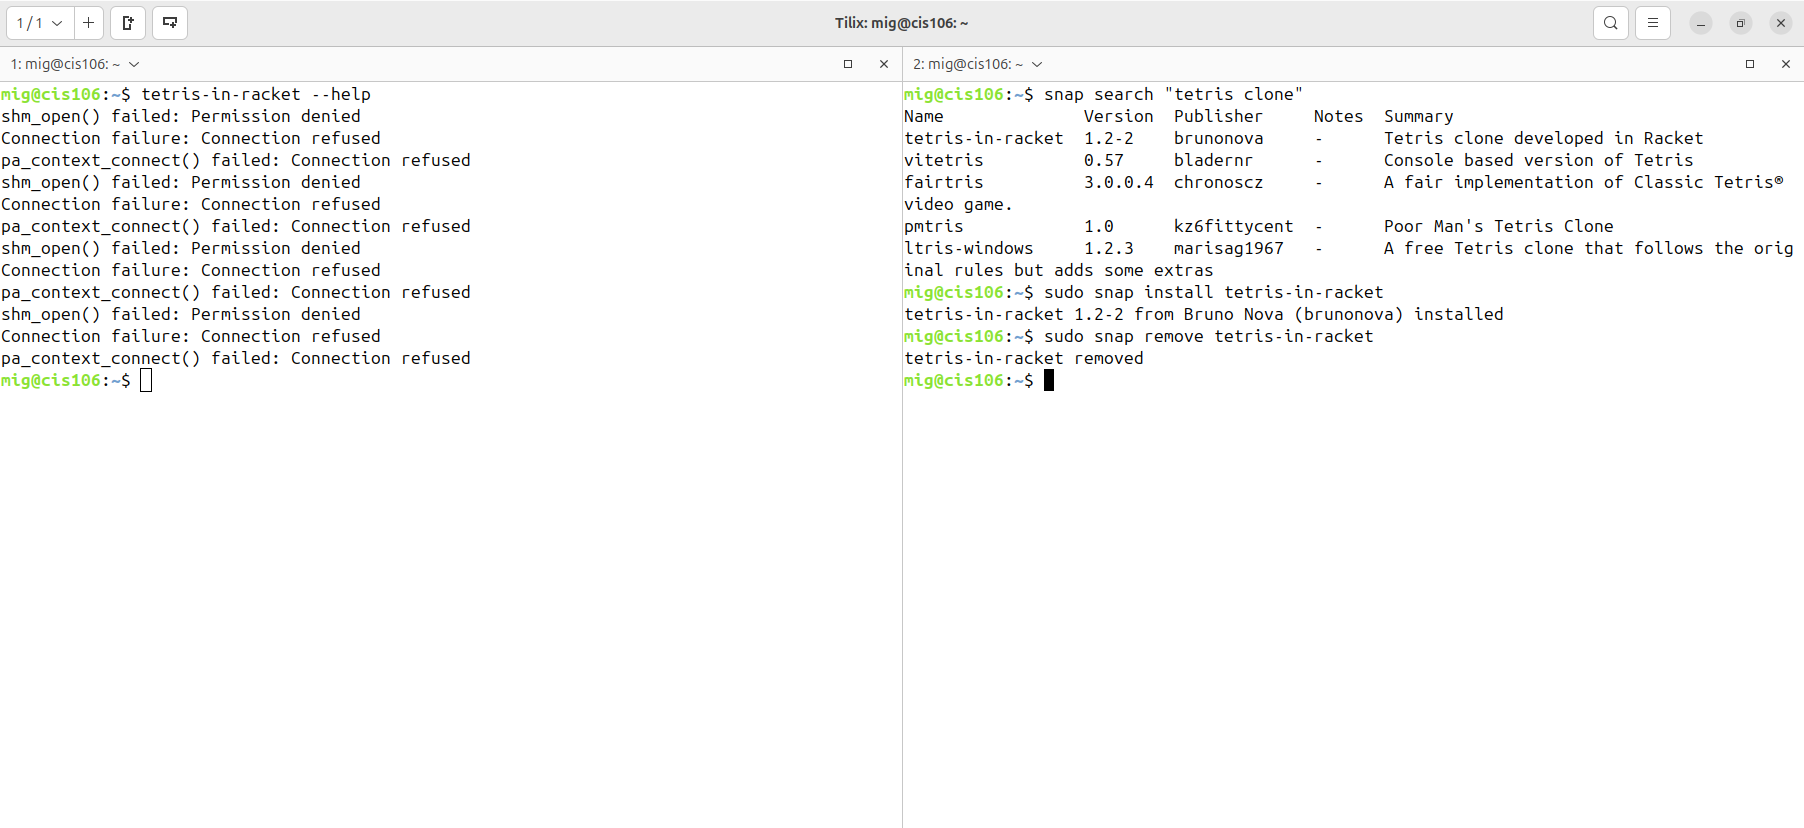 1 / 1
Tilix: mig@cis106: ~
1: mig@cis106: ~
mig@cis106:~$ tetris-in-racket --help
shm_open() failed: Permission denied
Connection failure: Connection refused
pa_context_connect() failed: Connection refused
shm_open() failed: Permission denied
Connection failure: Connection refused
pa_context_connect() failed: Connection refused
shm_open() failed: Permission denied
Connection failure: Connection refused
pa_context_connect() failed: Connection refused
shm_open() failed: Permission denied
Connection failure: Connection refused
pa_context_connect() failed: Connection refused
mig@cis106:~$
2: mig@cis106: ~
mig@cis106:~$ snap search "tetris clone"
Name Version Publisher Notes Summary
tetris-in-racket 1.2-2 brunonova - Tetris clone developed in Racket
vitetris 0.57 bladernr - Console based version of Tetris
fairtris 3.0.0.4 chronoscz - A fair implementation of Classic Tetris®
video game.
pmtris 1.0 kz6fittycent - Poor Man's Tetris Clone
ltris-windows 1.2.3 marisag1967 - A free Tetris clone that follows the orig
inal rules but adds some extras
mig@cis106:~$ sudo snap install tetris-in-racket
tetris-in-racket 1.2-2 from Bruno Nova (brunonova) installed
mig@cis106:~$ sudo snap remove tetris-in-racket
tetris-in-racket removed
mig@cis106:~$